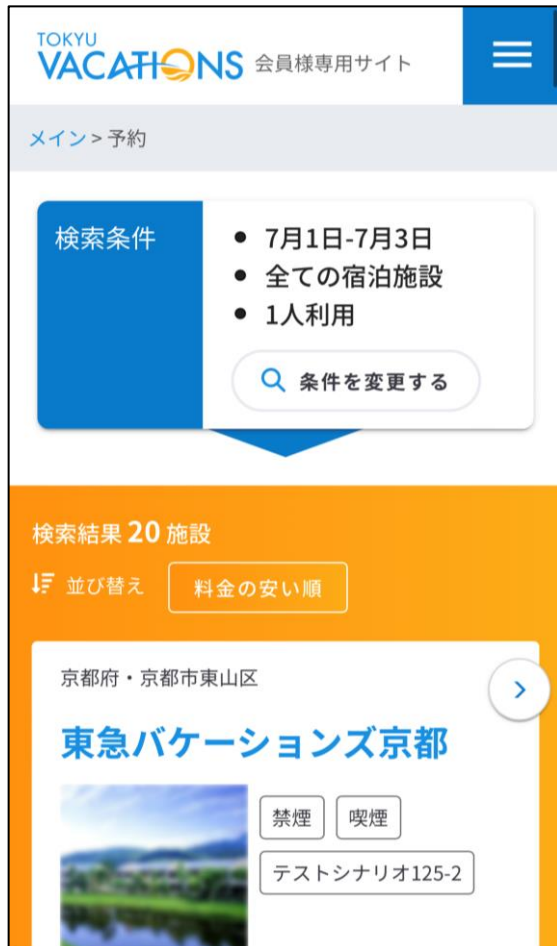 TOKYU
VACATIONS 会員様専用サイト
メイン > 予約
検索条件
• 7月1日-7月3日
• 全ての宿泊施設
• 1人利用
条件を変更する
検索結果 20 施設
並び替え 料金の安い順
京都府・京都市東山区
東急バケーションズ京都
禁煙 喫煙
テストシナリオ125-2